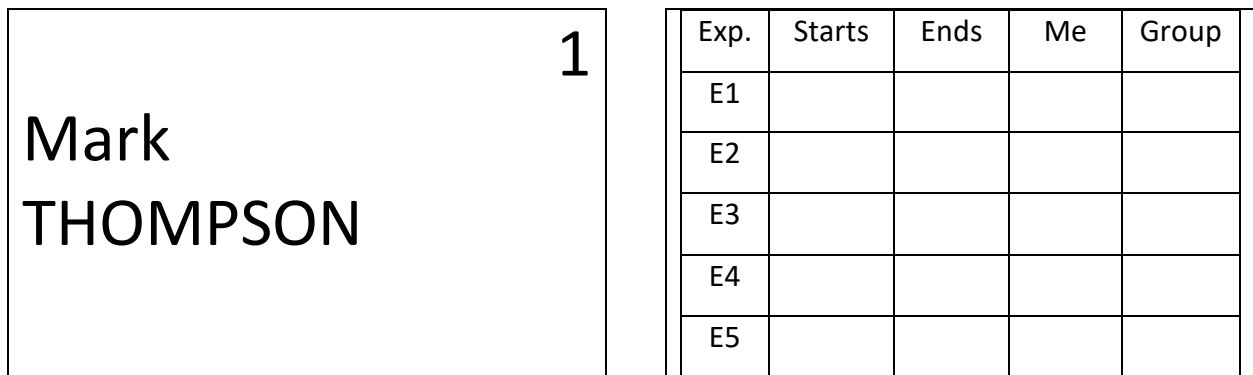 1
Mark
THOMPSON
Exp. Starts Ends Me Group
E1
E2
E3
E4
E5